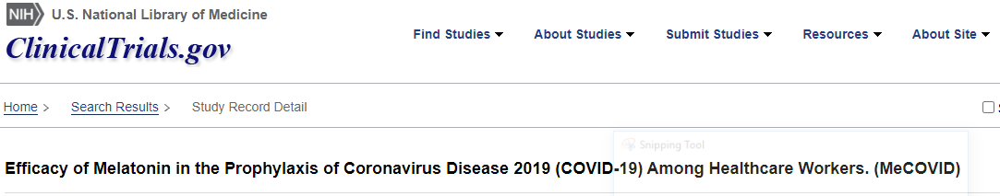 NIH U.S. National Library of Medicine
ClinicalTrials.gov
Find Studies About Studies Submit Studies Resources About Site
Home > Search Results > Study Record Detail
Snipping Tool
Efficacy of Melatonin in the Prophylaxis of Coronavirus Disease 2019 (COVID-19) Among Healthcare Workers. (MeCOVID)